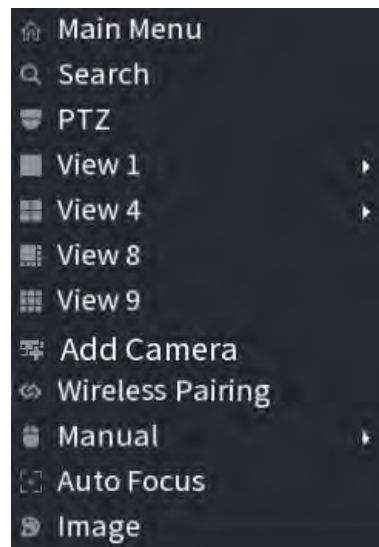 Main Menu
Search
PTZ
View 1
View 4
View 8
View 9
Add Camera
Wireless Pairing
Manual
Auto Focus
Image